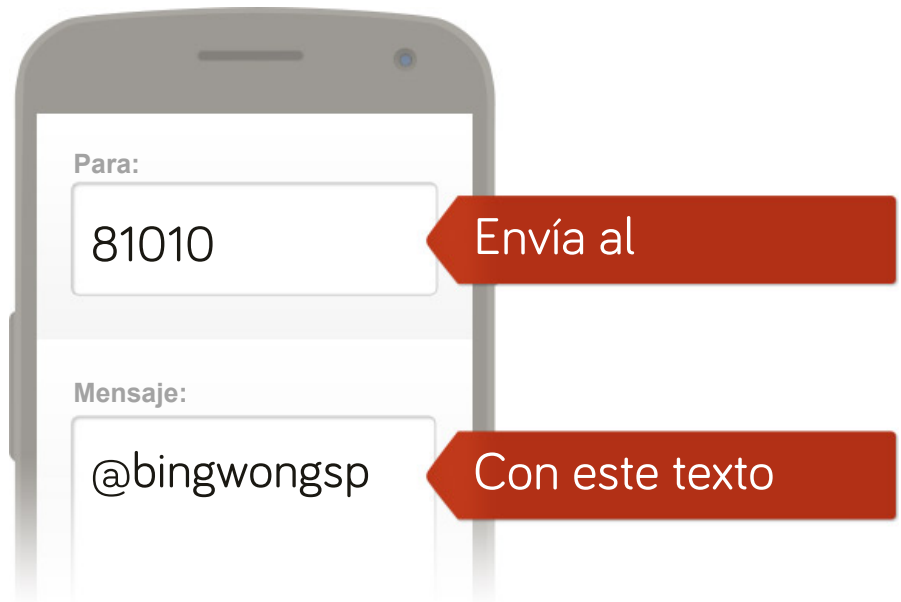 Para:
81010
Envía al
Mensaje:
@bingwongsp
Con este texto